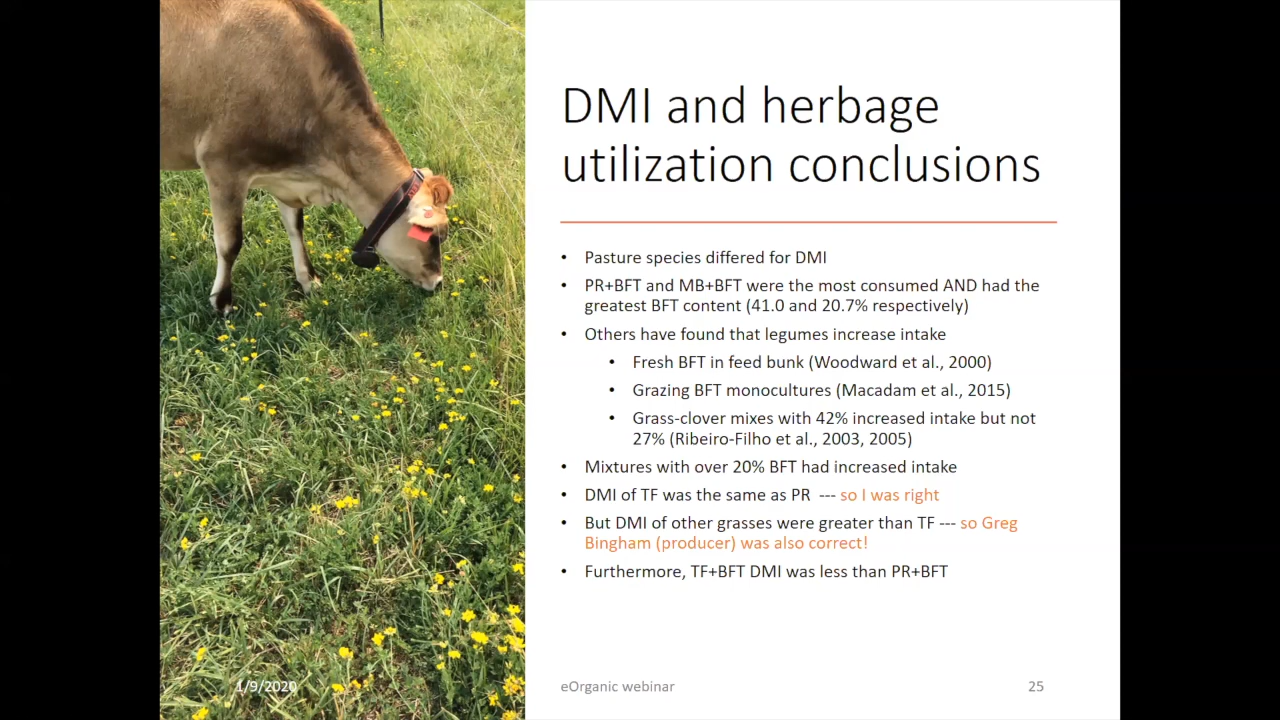 DMI and herbage
utilization conclusions
• Pasture species differed for DMI
• PR+BFT and MB+BFT were the most consumed AND had the
greatest BFT content (41.0 and 20.7% respectively)
• Others have found that legumes increase intake
• Fresh BFT in feed bunk (Woodward et al., 2000)
• Grazing BFT monocultures (Macadam et al., 2015)
• Grass-clover mixes with 42% increased intake but not
27% (Ribeiro-Filho et al., 2003, 2005)
• Mixtures with over 20% BFT had increased intake
• DMI of TF was the same as PR --- so I was right
• But DMI of other grasses were greater than TF --- so Greg
Bingham (producer) was also correct!
• Furthermore, TF+BFT DMI was less than PR+BFT
1/9/2020
eOrganic webinar
25